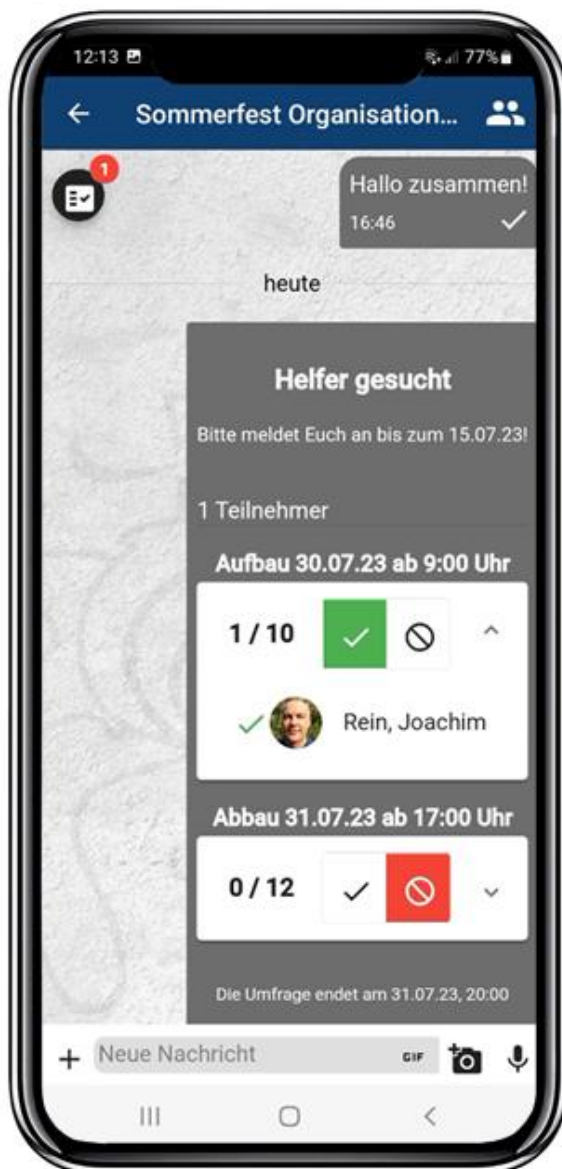 12:13 77%
Sommerfest Organisation...
1
Hallo zusammen!
16:46
heute
Helfer gesucht
Bitte meldet Euch an bis zum 15.07.23!
1 Teilnehmer
Aufbau 30.07.23 ab 9:00 Uhr
1 / 10
Rein, Joachim
Abbau 31.07.23 ab 17:00 Uhr
0 / 12
Die Umfrage endet am 31.07.23, 20:00
Neue Nachricht GIF